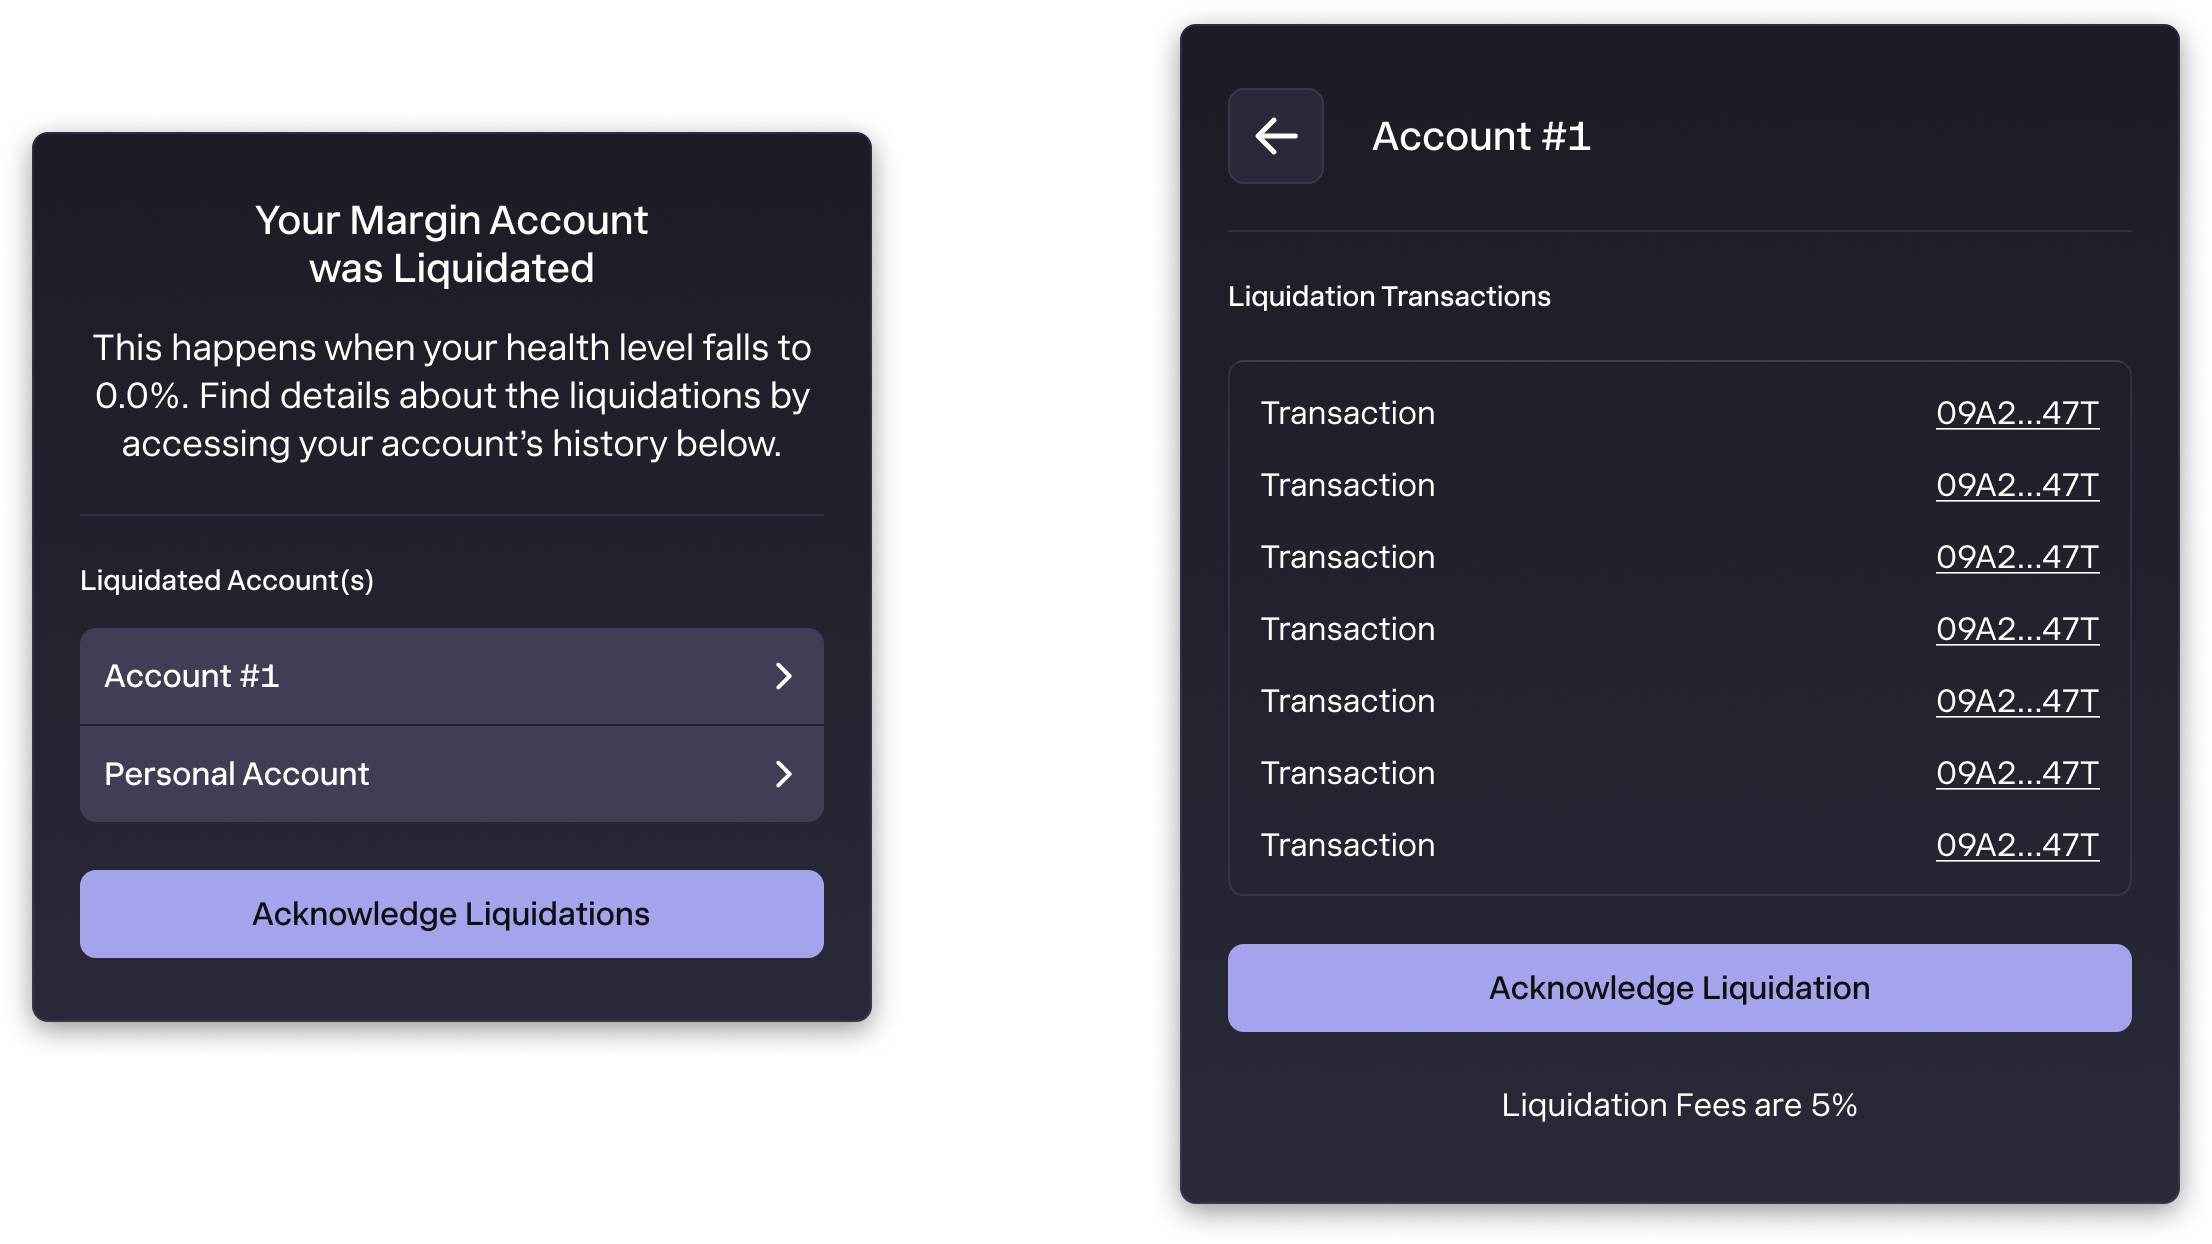 Your Margin Account
was Liquidated
This happens when your health level falls to
0.0%. Find details about the liquidations by
accessing your account’s history below.
Liquidated Account(s)
Account #1
Personal Account
Acknowledge Liquidations
Account #1
Liquidation Transactions
Transaction 09A2...47T
Transaction 09A2...47T
Transaction 09A2...47T
Transaction 09A2...47T
Transaction 09A2...47T
Transaction 09A2...47T
Transaction 09A2...47T
Acknowledge Liquidation
Liquidation Fees are 5%